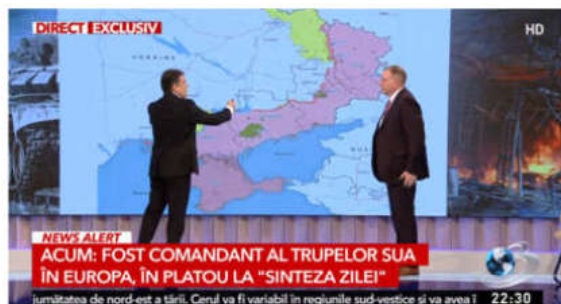 DIRECT EXCLUSIV
HD
UKRAINE
NEWS ALERT
ACUM: FOST COMANDANT AL TRUPELOR SUA
ÎN EUROPA, ÎN PLATOU LA "SINTEZA ZILEI"
jumătatea de nord-est a țării. Cerul va fi variabil în regiunile sud-vestice și va avea î
22:30